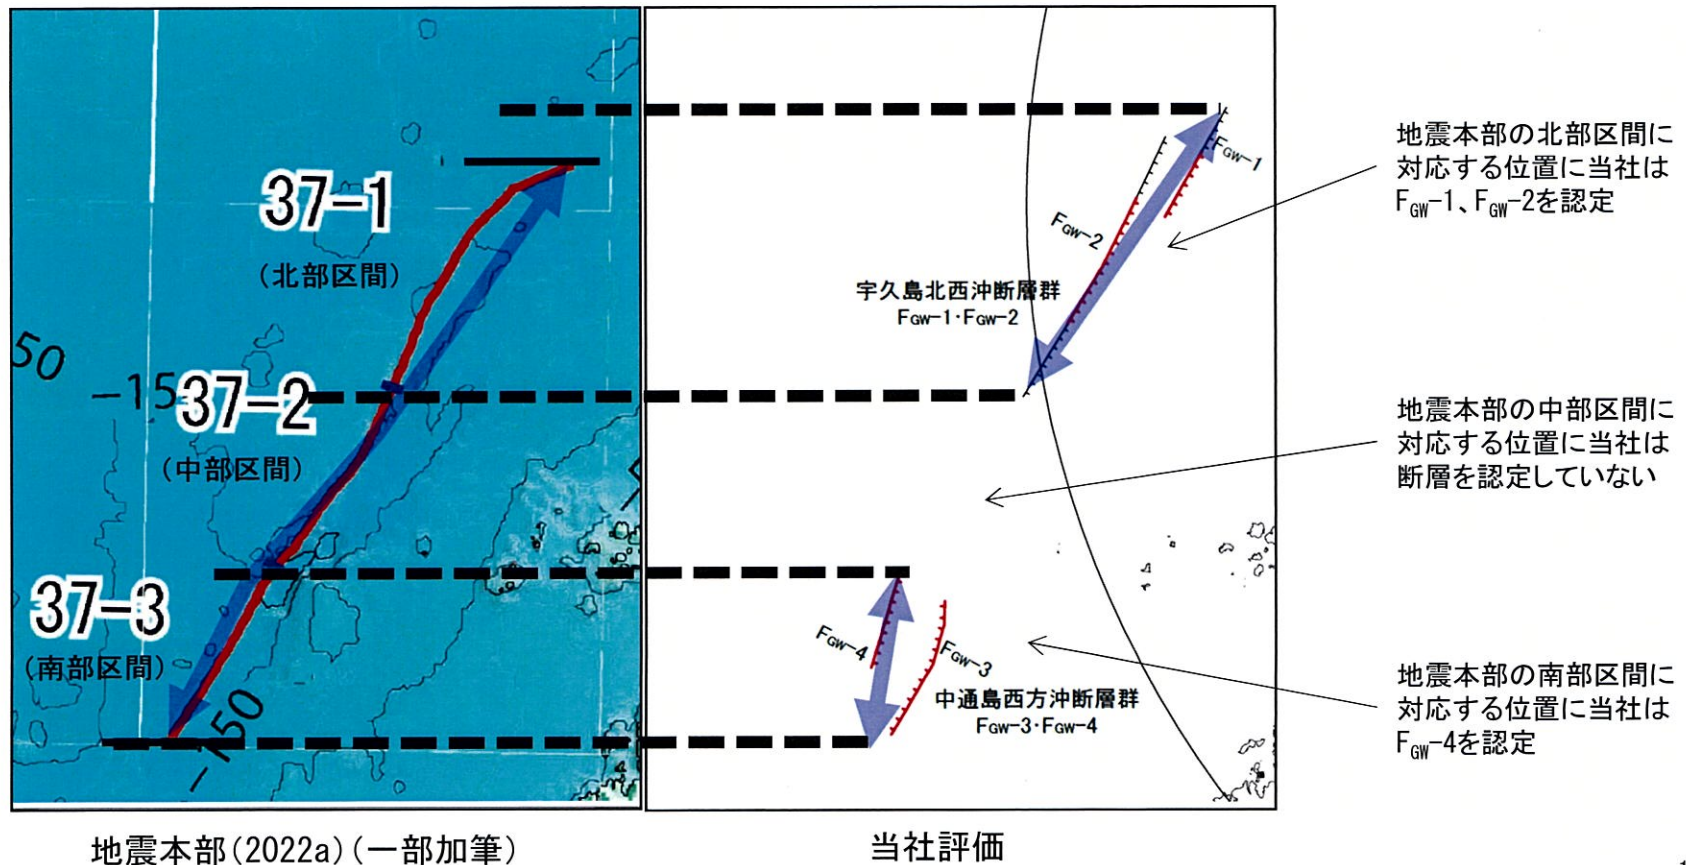 37-1
(北部区間)
50
-15
37-2
(中部区間)
37-3
(南部区間)
-150
FGW-1
FGW-2
宇久島北西沖断層群
FGW-1・FGW-2
FGW-4
FGW-3
中通島西方沖断層群
FGW-3・FGW-4
地震本部の北部区間に
対応する位置に当社は
FGW-1、FGW-2を認定
地震本部の中部区間に
対応する位置に当社は
断層を認定していない
地震本部の南部区間に
対応する位置に当社は
FGW-4を認定
地震本部(2022a)(一部加筆)
当社評価